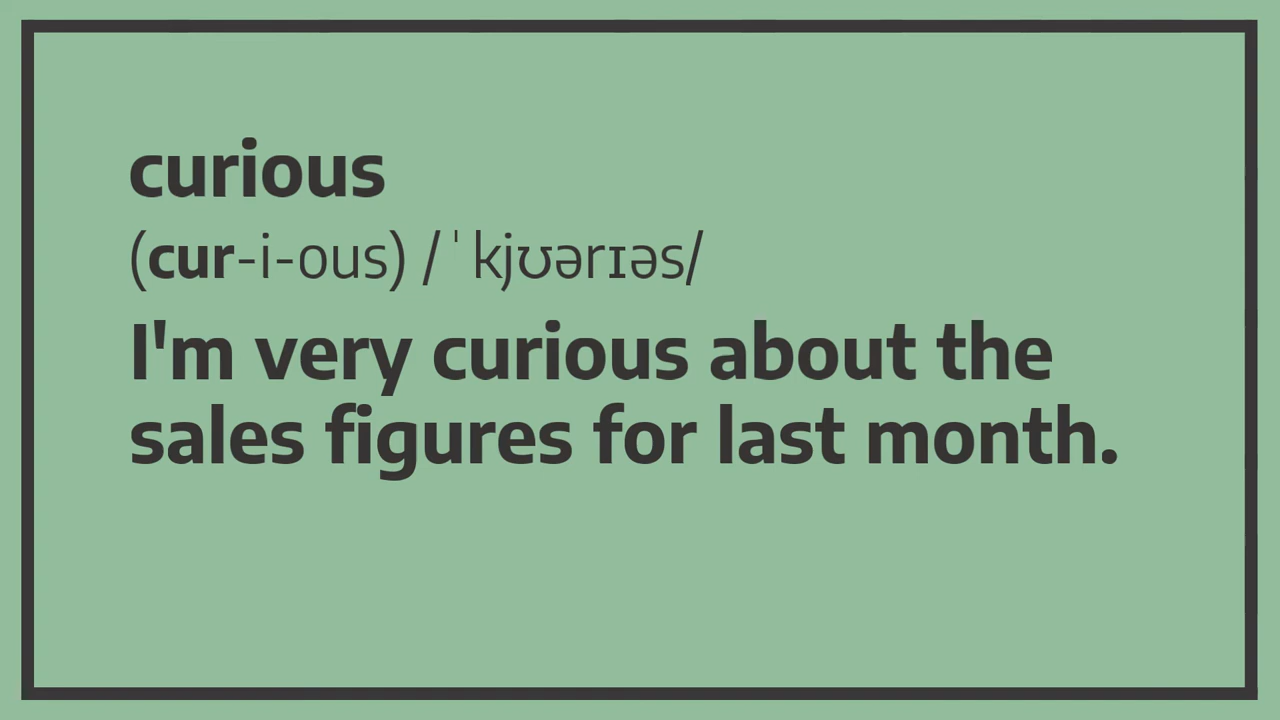 curious
(cur-i-ous) /ˈkjʊərɪəs/
I'm very curious about the
sales figures for last month.